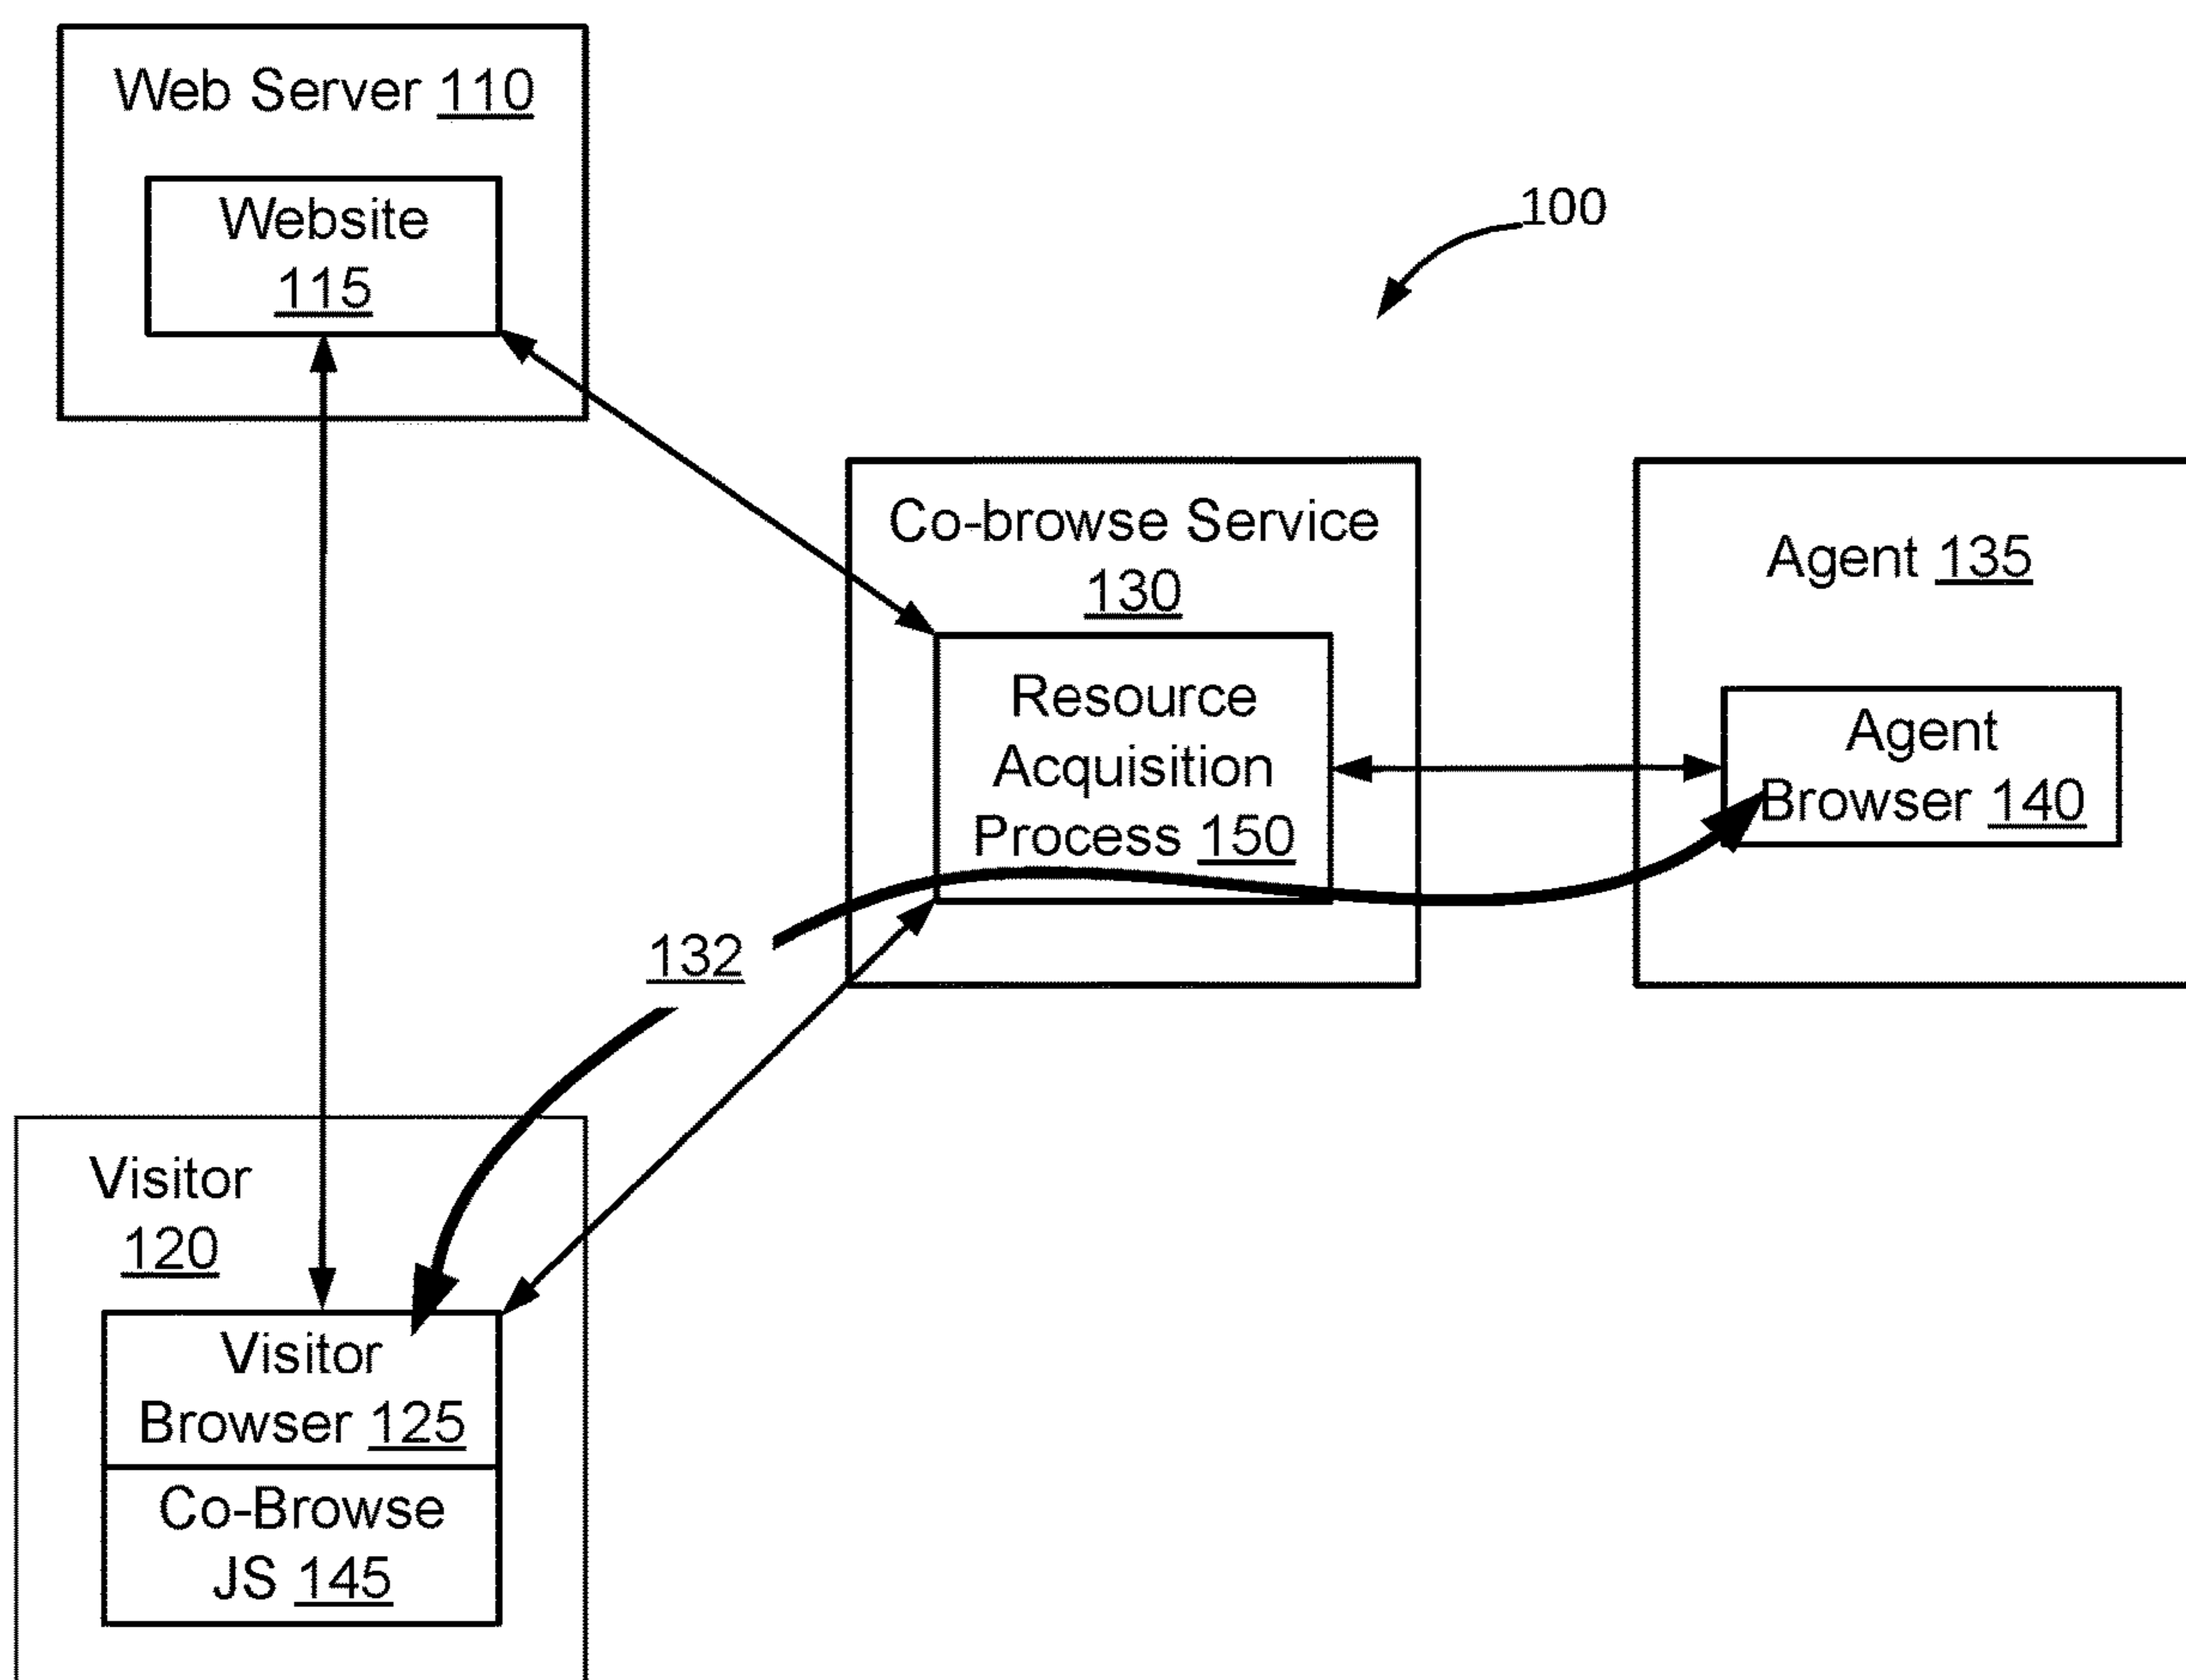 Web Server 110
Website
115
100
Co-browse Service
130
Resource
Acquisition
Process 150
Agent 135
Agent
Browser 140
132
Visitor
120
Visitor
Browser 125
Co-Browse
JS 145